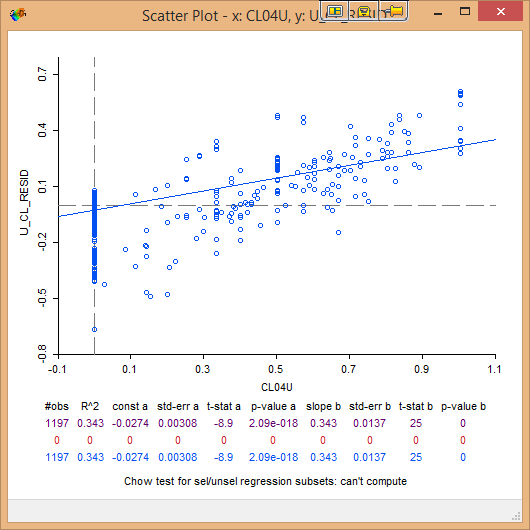 Scatter Plot - x: CL04U, y: U_CL_RESID
U_CL_RESID
0.7
0.4
0.1
-0.2
-0.5
-0.8
-0.1 0.1 0.3 0.5 0.7 0.9 1.1
CL04U
#obs R^2 const a std-err a t-stat a p-value a slope b std-err b t-stat b p-value b
1197 0.343 -0.0274 0.00308 -8.9 2.09e-018 0.343 0.0137 25 0
0 0 0 0 0 0 0 0 0 0
1197 0.343 -0.0274 0.00308 -8.9 2.09e-018 0.343 0.0137 25 0
Chow test for sel/unsel regression subsets: can't compute